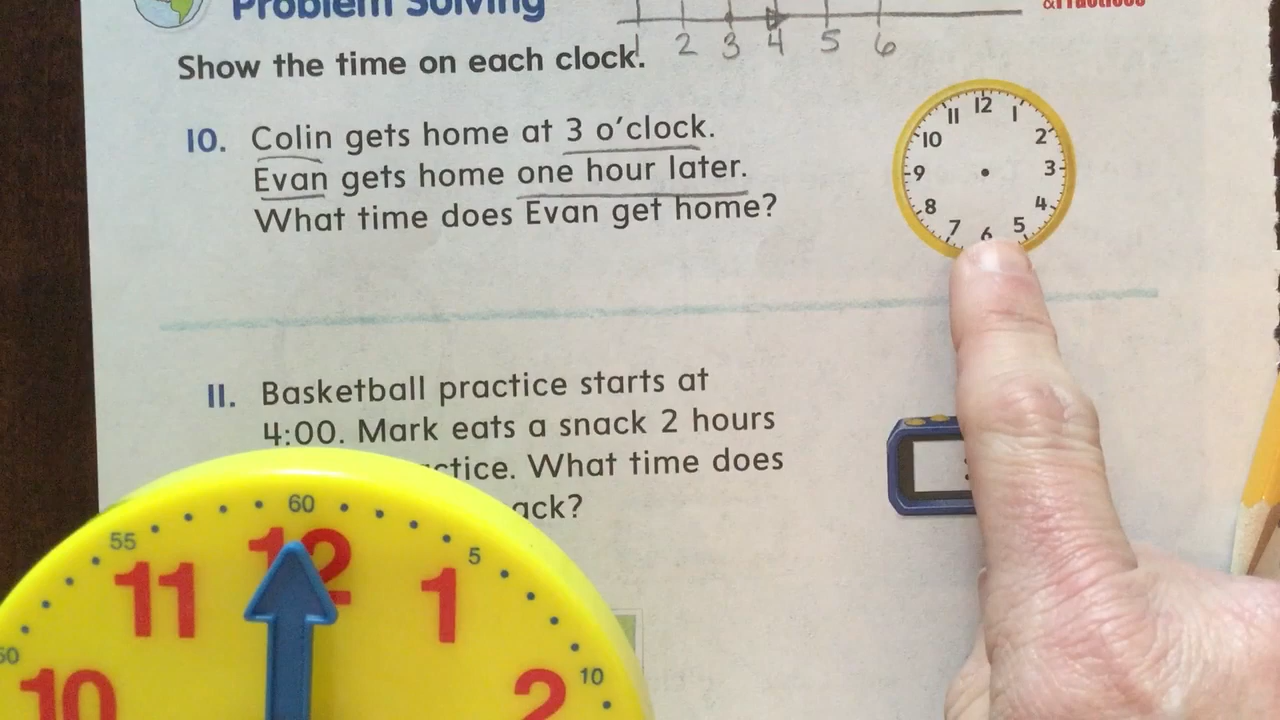 Problem Solving
&Practices
1 2 3 4 5 6
Show the time on each clock.
10. Colin gets home at 3 o'clock.
Evan gets home one hour later.
What time does Evan get home?
12
11 1
10 2
9 3
8 4
7 6 5
11. Basketball practice starts at
4:00. Mark eats a snack 2 hours
What time does
:
60
55 12 5
11 1
50 10 2 10